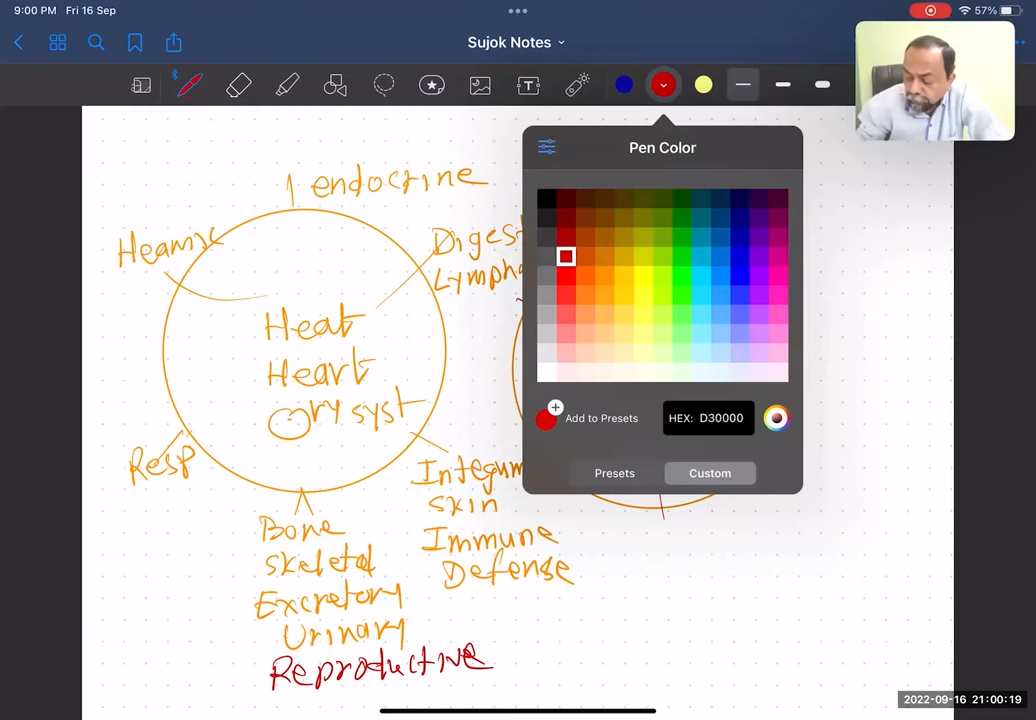 9:00 PM Fri 16 Sep
57%
Sujok Notes
T
Pen Color
endocrine
Digest
Lympha
Heat
Heart
ry syst
Resp
Integum
Skin
Immune
Defense
Bone
Skeletal
Excretory
Urinary
Reproductive
Add to Presets
HEX: D30000
Presets
Custom
2022-09-16 21:00:19